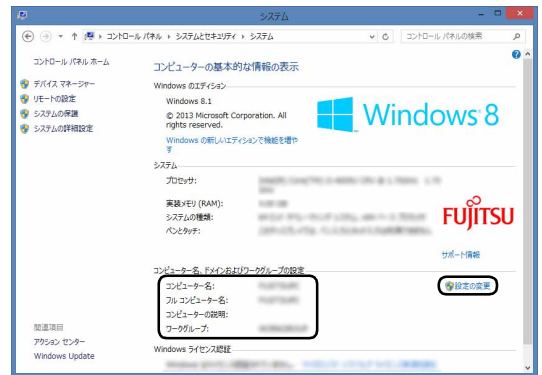 システム
コントロール パネル ▸ システムとセキュリティ ▸ システム
コントロール パネルの検索
コントロール パネル ホーム
デバイス マネージャー
リモートの設定
システムの保護
システムの詳細設定
コンピューターの基本的な情報の表示
Windows のエディション
Windows 8.1
© 2013 Microsoft Corporation. All
rights reserved.
Windows の新しいエディションで機能を増や
す
Windows 8
システム
プロセッサ:
実装メモリ (RAM):
システムの種類:
ペンとタッチ:
FUJITSU
サポート情報
コンピューター名、ドメインおよびワークグループの設定
コンピューター名:
フル コンピューター名:
コンピューターの説明:
ワークグループ:
設定の変更
関連項目
アクション センター
Windows Update
Windows ライセンス認証